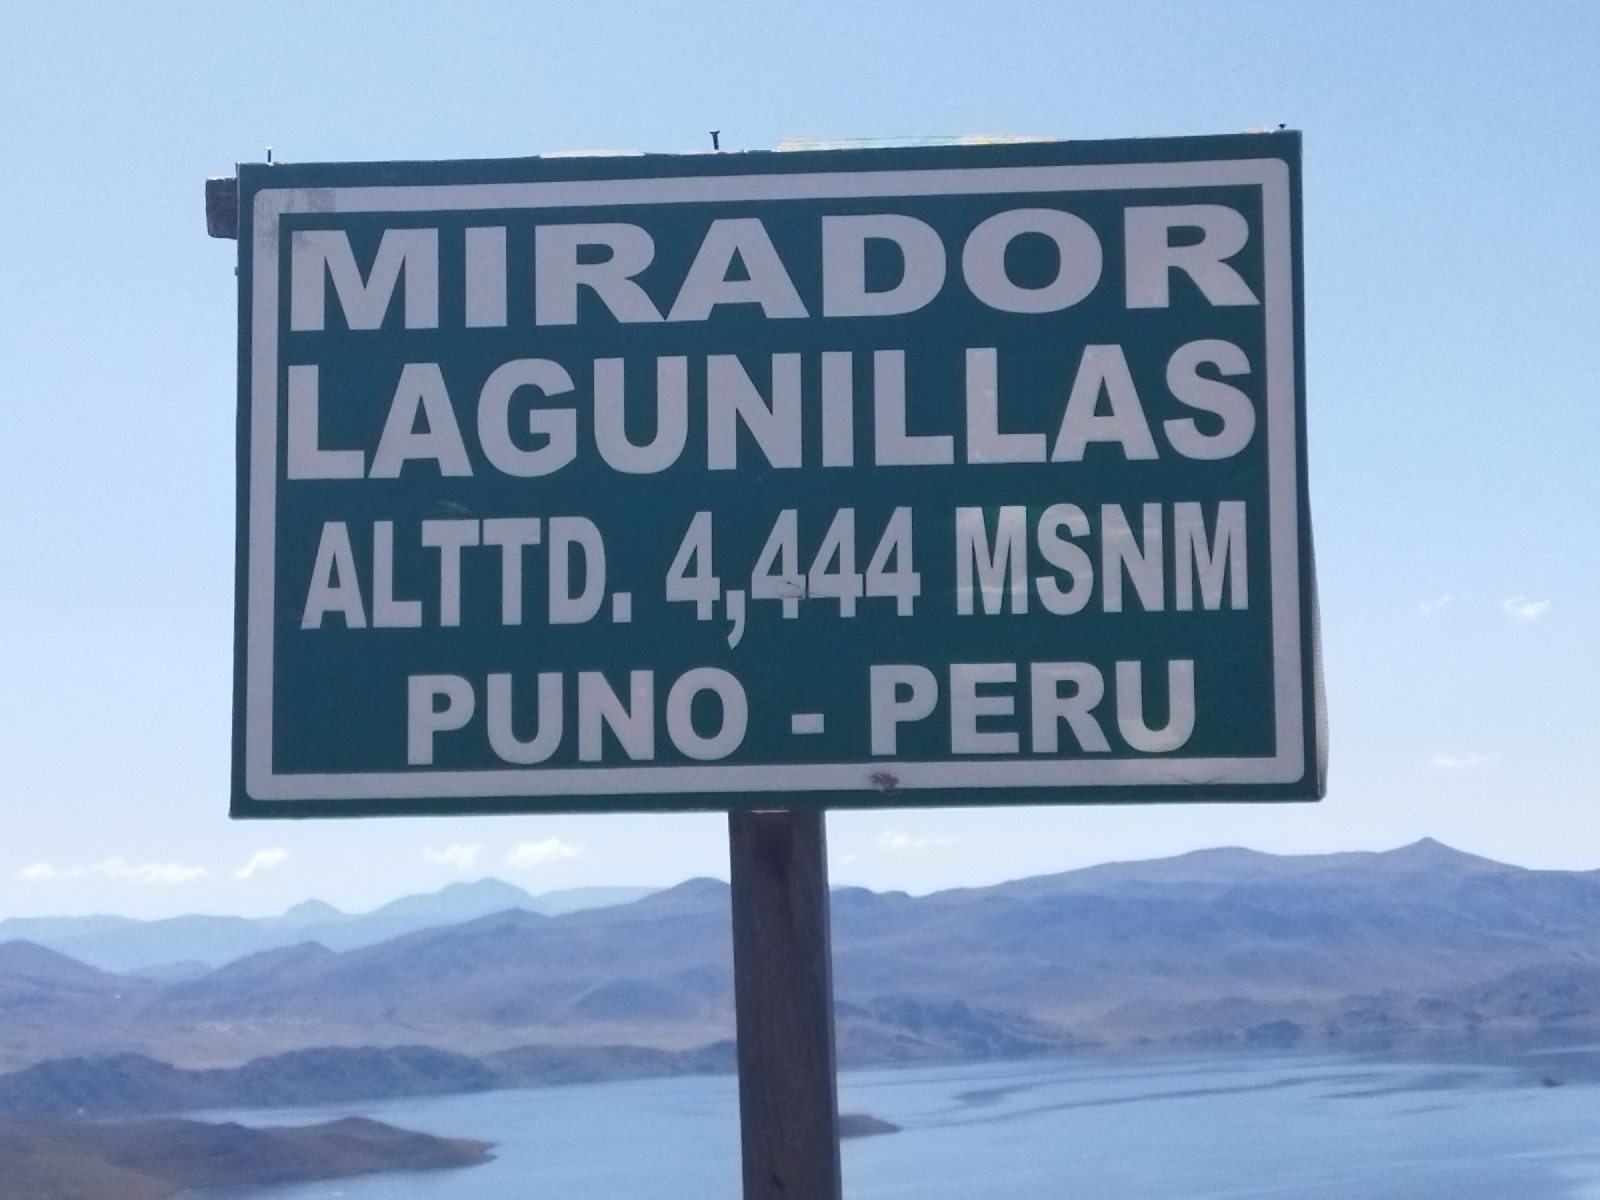 MIRADOR
LAGUNILLAS
ALTTD. 4,444 MSNM
PUNO - PERU